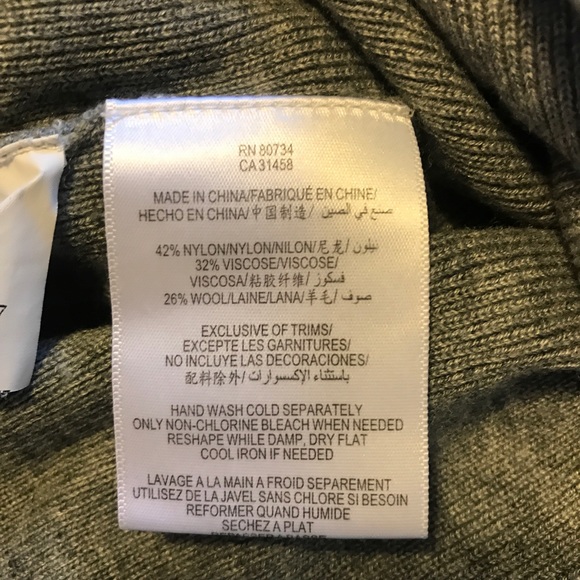 RN 80734
CA 31458
MADE IN CHINA/FABRIQUÉ EN CHINE/
HECHO EN CHINA/中国制造/ صنع في الصين
42% NYLON/NYLON/NILON/尼龙/ نيلون
32% VISCOSE/VISCOSE/
VISCOSA/粘胶纤维/ فسكوز
26% WOOL/LAINE/LANA/羊毛/ صوف
EXCLUSIVE OF TRIMS/
EXCEPTE LES GARNITURES/
NO INCLUYE LAS DECORACIONES/
配料除外/ باستثناء الإكسسوارات
HAND WASH COLD SEPARATELY
ONLY NON-CHLORINE BLEACH WHEN NEEDED
RESHAPE WHILE DAMP, DRY FLAT
COOL IRON IF NEEDED
LAVAGE A LA MAIN A FROID SEPAREMENT
UTILISEZ DE LA JAVEL SANS CHLORE SI BESOIN
REFORMER QUAND HUMIDE
SECHEZ A PLAT